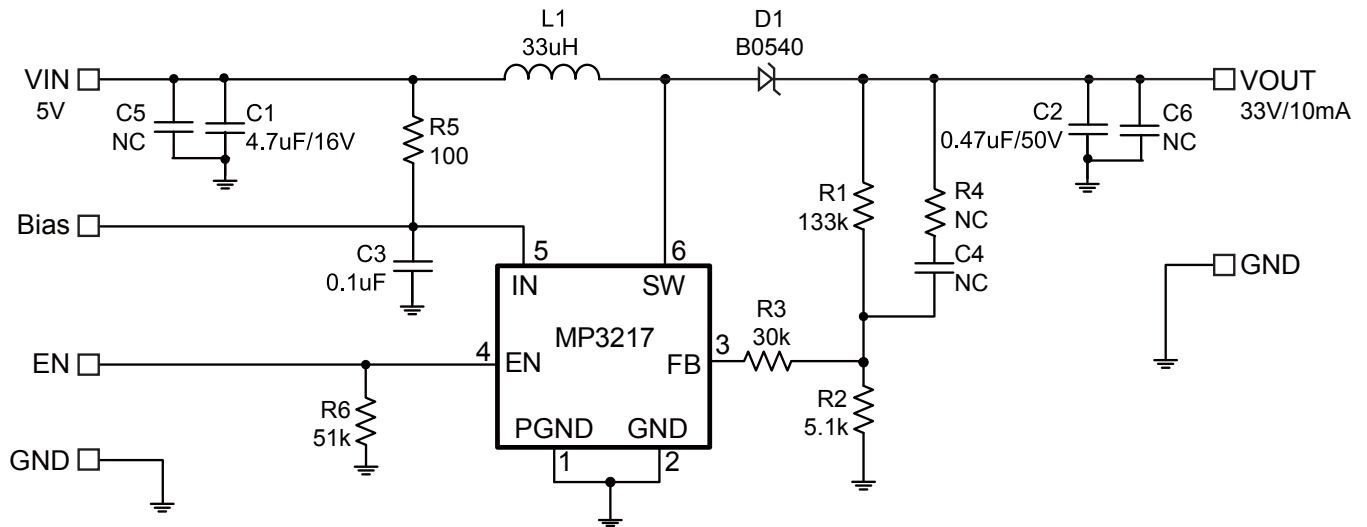 L1
33uH
D1
B0540
VIN
5V
C5
NC
C1
4.7uF/16V
R5
100
C2
0.47uF/50V
C6
NC
VOUT
33V/10mA
R1
133k
R4
NC
C4
NC
Bias
C3
0.1uF
5
6
IN
SW
MP3217
GND
R3
30k
EN
4
EN
FB
3
R6
51k
R2
5.1k
PGND
GND
1
2
GND